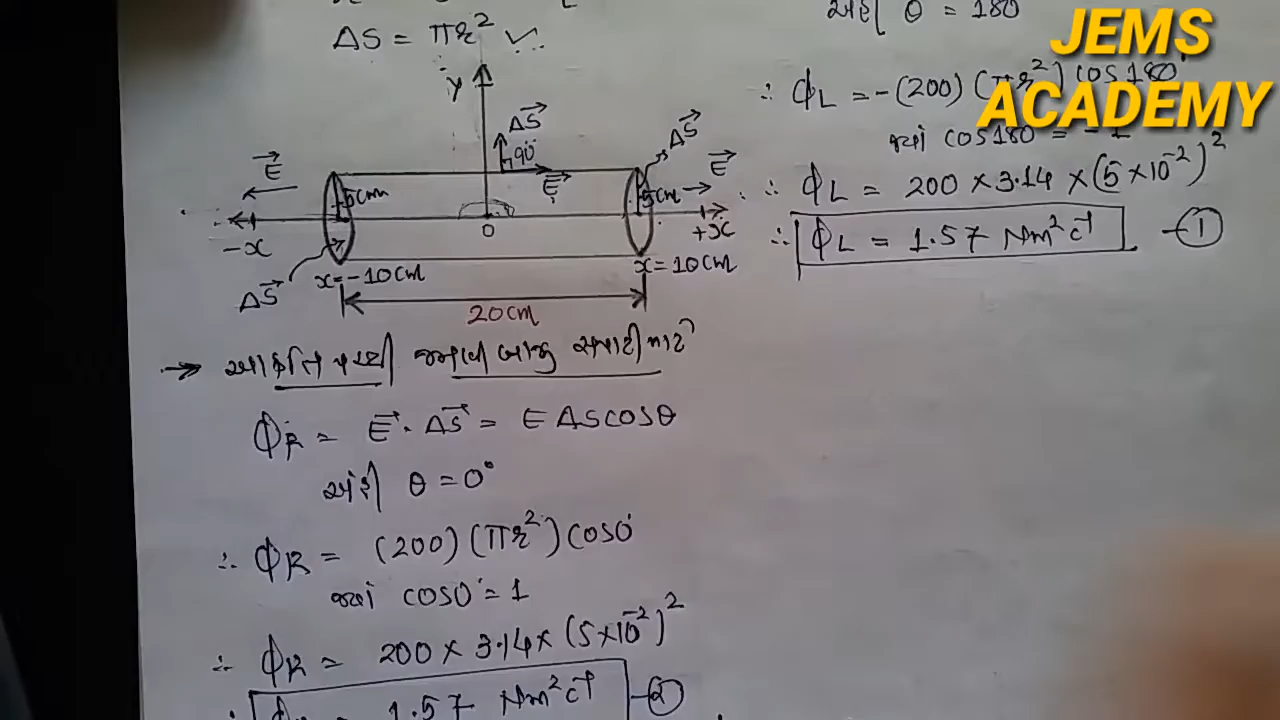 ΔS = πr²
અહીં θ = 180
JEMS
ACADEMY
∴ ϕL = -(200) (πr²) cos180°
જ્યાં cos180 = -1
∴ ϕL = 200 × 3.14 × (5 × 10⁻²)²
∴ ϕL = 1.57 Nm²C⁻¹ — ①
y
ΔS⃗
90°
E⃗
ΔS⃗
E⃗
E⃗
5cm
5cm
-x
O
+x
ΔS⃗
x=-10cm
x=10cm
20cm
→ આકૃતિ પરથી જમણી બાજુ સપાટી માટે
ϕR = E⃗ · ΔS⃗ = EΔScosθ
અહીં θ = 0°
∴ ϕR = (200) (πr²) cos0°
જ્યાં cos0° = 1
∴ ϕR = 200 × 3.14 × (5×10⁻²)²
1.57 Nm²C⁻¹ — ②